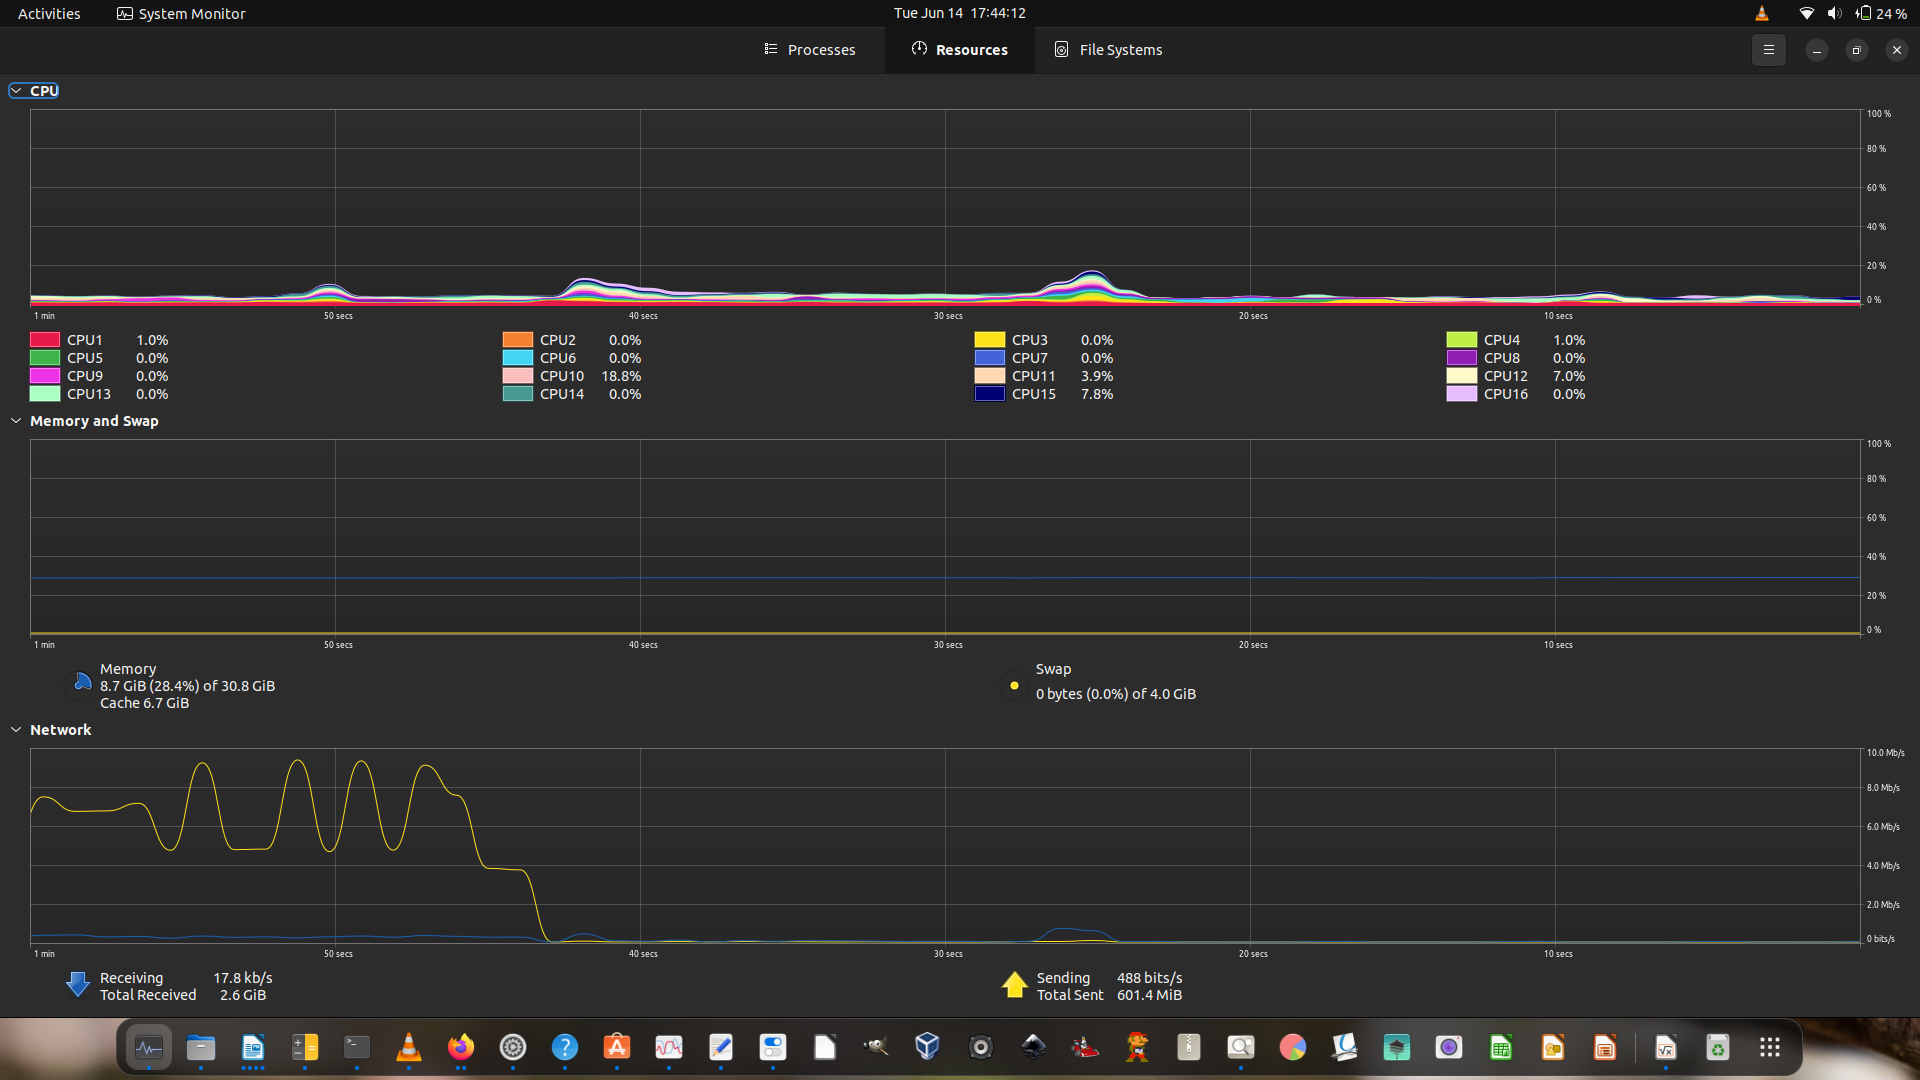 Activities System Monitor Tue Jun 14 17:44:12 24 %
Processes Resources File Systems
CPU
100 %
80 %
60 %
40 %
20 %
0 %
1 min 50 secs 40 secs 30 secs 20 secs 10 secs
CPU1 1.0% CPU2 0.0% CPU3 0.0% CPU4 1.0%
CPU5 0.0% CPU6 0.0% CPU7 0.0% CPU8 0.0%
CPU9 0.0% CPU10 18.8% CPU11 3.9% CPU12 7.0%
CPU13 0.0% CPU14 0.0% CPU15 7.8% CPU16 0.0%
Memory and Swap
100 %
80 %
60 %
40 %
20 %
0 %
1 min 50 secs 40 secs 30 secs 20 secs 10 secs
Memory Swap
8.7 GiB (28.4%) of 30.8 GiB 0 bytes (0.0%) of 4.0 GiB
Cache 6.7 GiB
Network
10.0 Mb/s
8.0 Mb/s
6.0 Mb/s
4.0 Mb/s
2.0 Mb/s
0 bits/s
1 min 50 secs 40 secs 30 secs 20 secs 10 secs
Receiving 17.8 kb/s Sending 488 bits/s
Total Received 2.6 GiB Total Sent 601.4 MiB